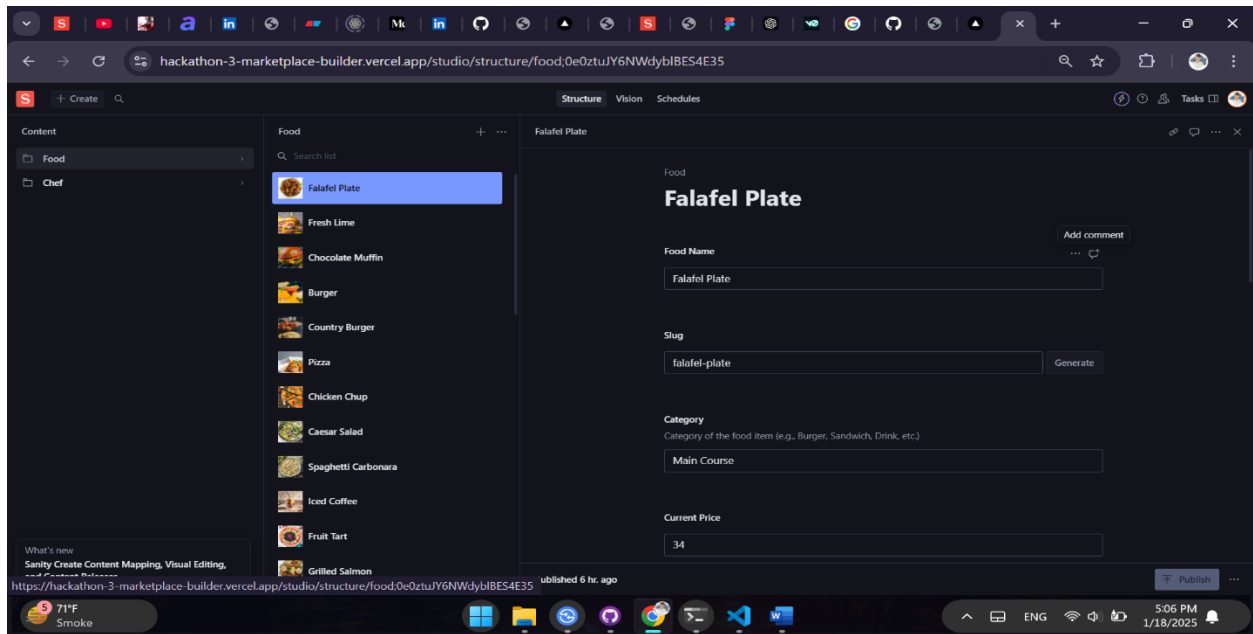 hackathon-3-marketplace-builder.vercel.app/studio/structure/food;0e0ztuJY6NWdyblBES4E35
S
Create
Structure
Vision
Schedules
Tasks
Content
Food
Chef
Food
Search list
Falafel Plate
Fresh Lime
Chocolate Muffin
Burger
Country Burger
Pizza
Chicken Chup
Caesar Salad
Spaghetti Carbonara
Iced Coffee
Fruit Tart
Grilled Salmon
Falafel Plate
Food
Falafel Plate
Add comment
Food Name
Falafel Plate
Slug
falafel-plate
Generate
Category
Category of the food item (e.g., Burger, Sandwich, Drink, etc.)
Main Course
Current Price
34
What's new
Sanity Create Content Mapping, Visual Editing,
and Content Releases
https://hackathon-3-marketplace-builder.vercel.app/studio/structure/food;0e0ztuJY6NWdyblBES4E35
ublished 6 hr. ago
Publish
5
71°F
Smoke
ENG
5:06 PM
1/18/2025